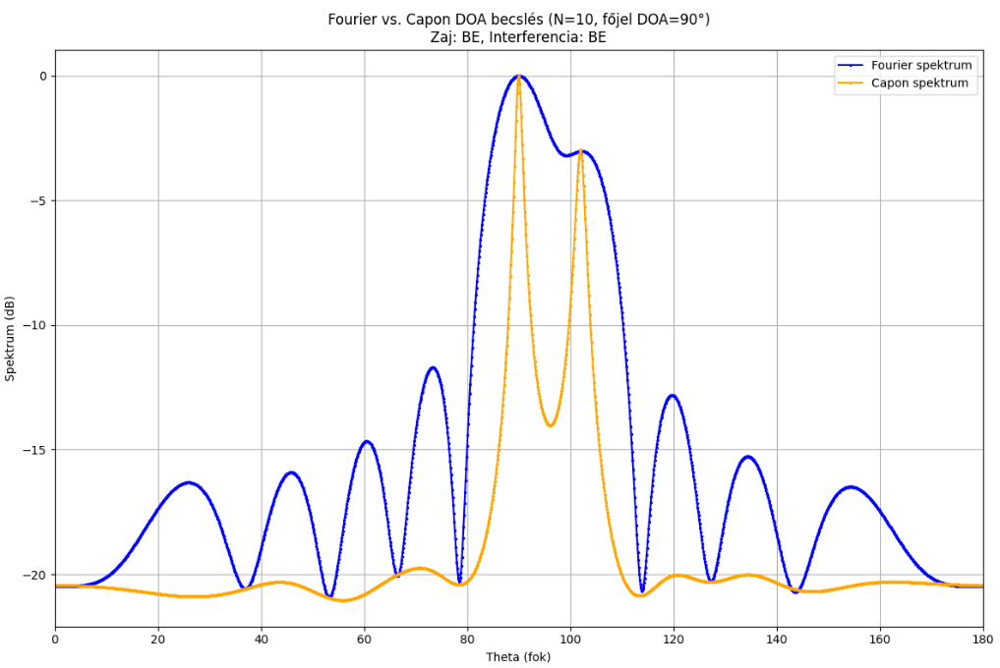 Fourier vs. Capon DOA becslés (N=10, főjel DOA=90°)
Zaj: BE, Interferencia: BE
Fourier spektrum
Capon spektrum
Spektrum (dB)
0
−5
−10
−15
−20
0 20 40 60 80 100 120 140 160 180
Theta (fok)